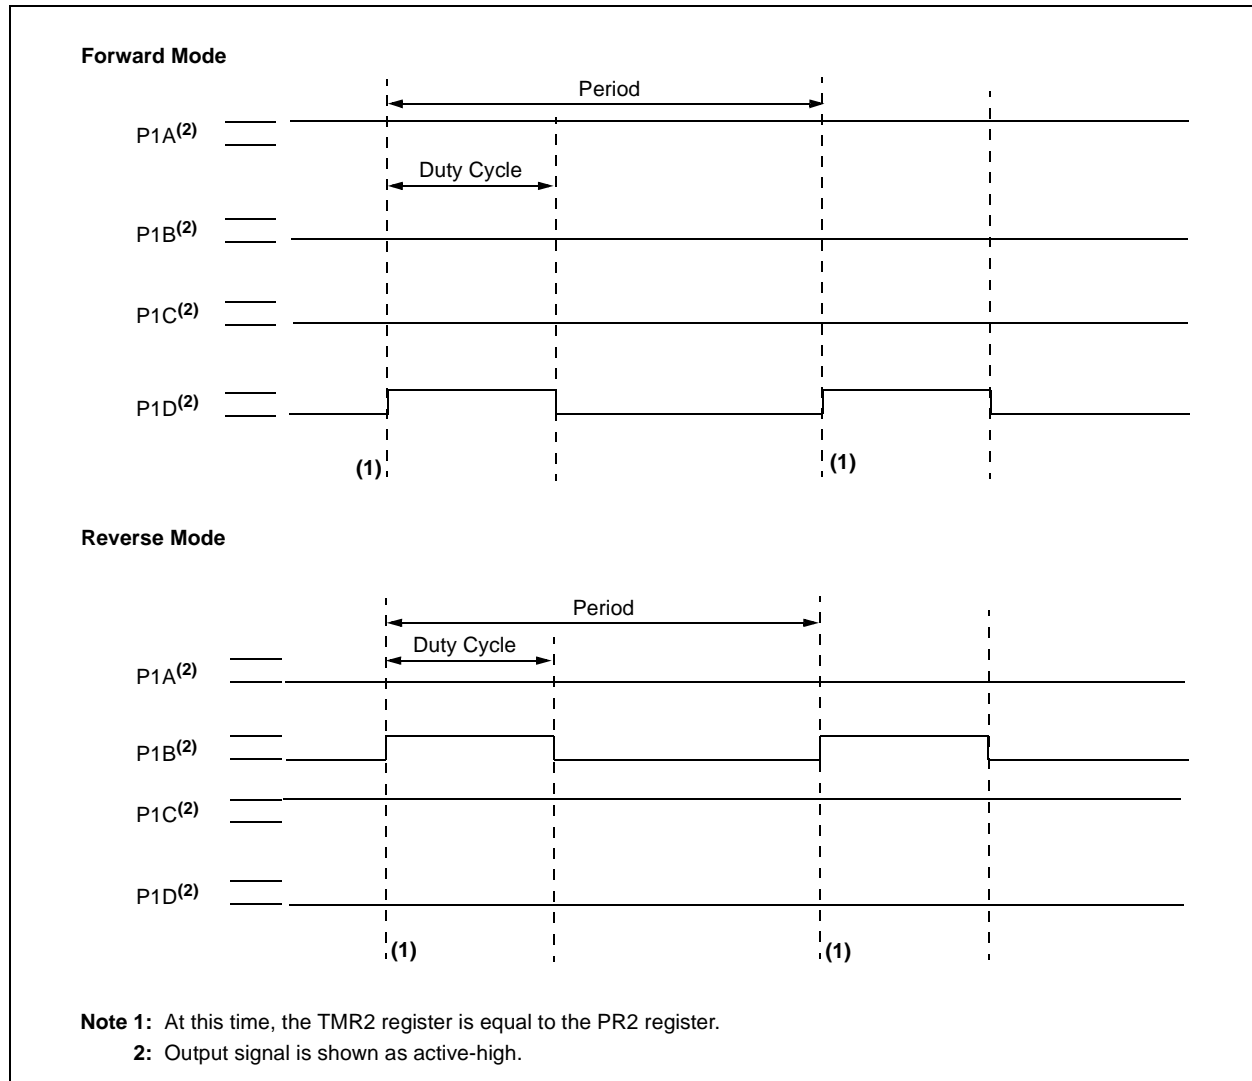 Forward Mode
Period
P1A(2)
Duty Cycle
P1B(2)
P1C(2)
P1D(2)
(1)
(1)
Reverse Mode
Period
Duty Cycle
P1A(2)
P1B(2)
P1C(2)
P1D(2)
(1)
(1)
Note 1: At this time, the TMR2 register is equal to the PR2 register.
2: Output signal is shown as active-high.